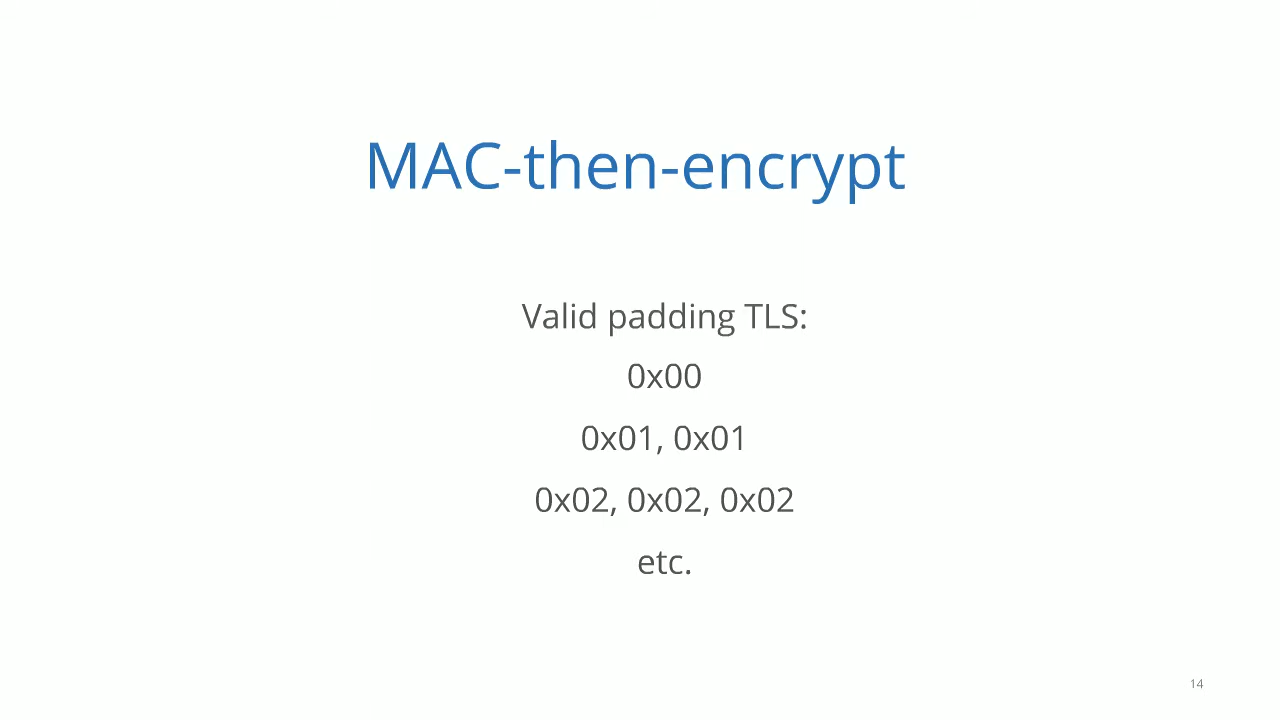 MAC-then-encrypt
Valid padding TLS:
0x00
0x01, 0x01
0x02, 0x02, 0x02
etc.
14